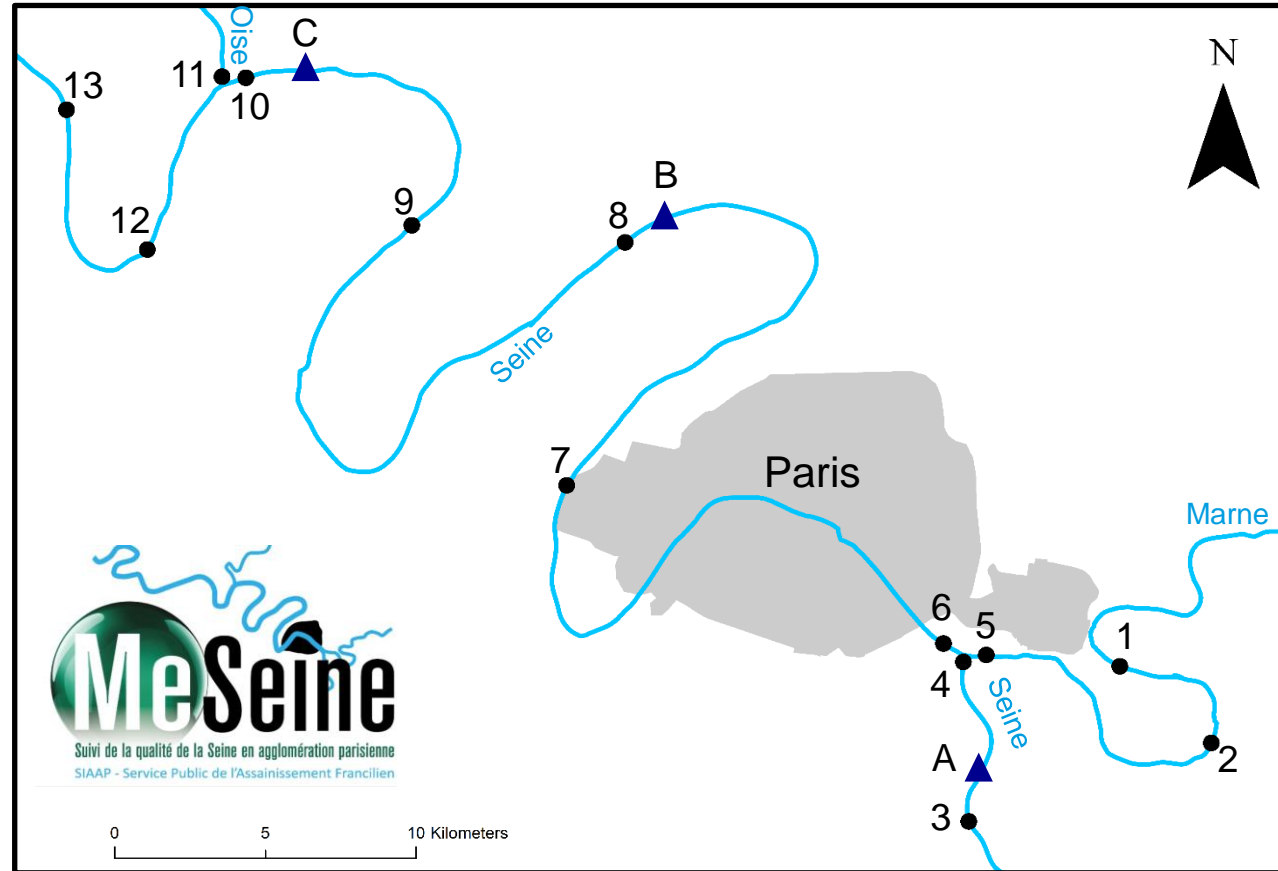 Oise
C
N
11
10
13
B
8
9
12
Seine
7
Paris
Marne
6
5
1
4
Seine
2
A
3
MeSeine
Suivi de la qualité de la Seine en agglomération parisienne
SIAAP - Service Public de l'Assainissement Francilien
0
5
10 Kilometers